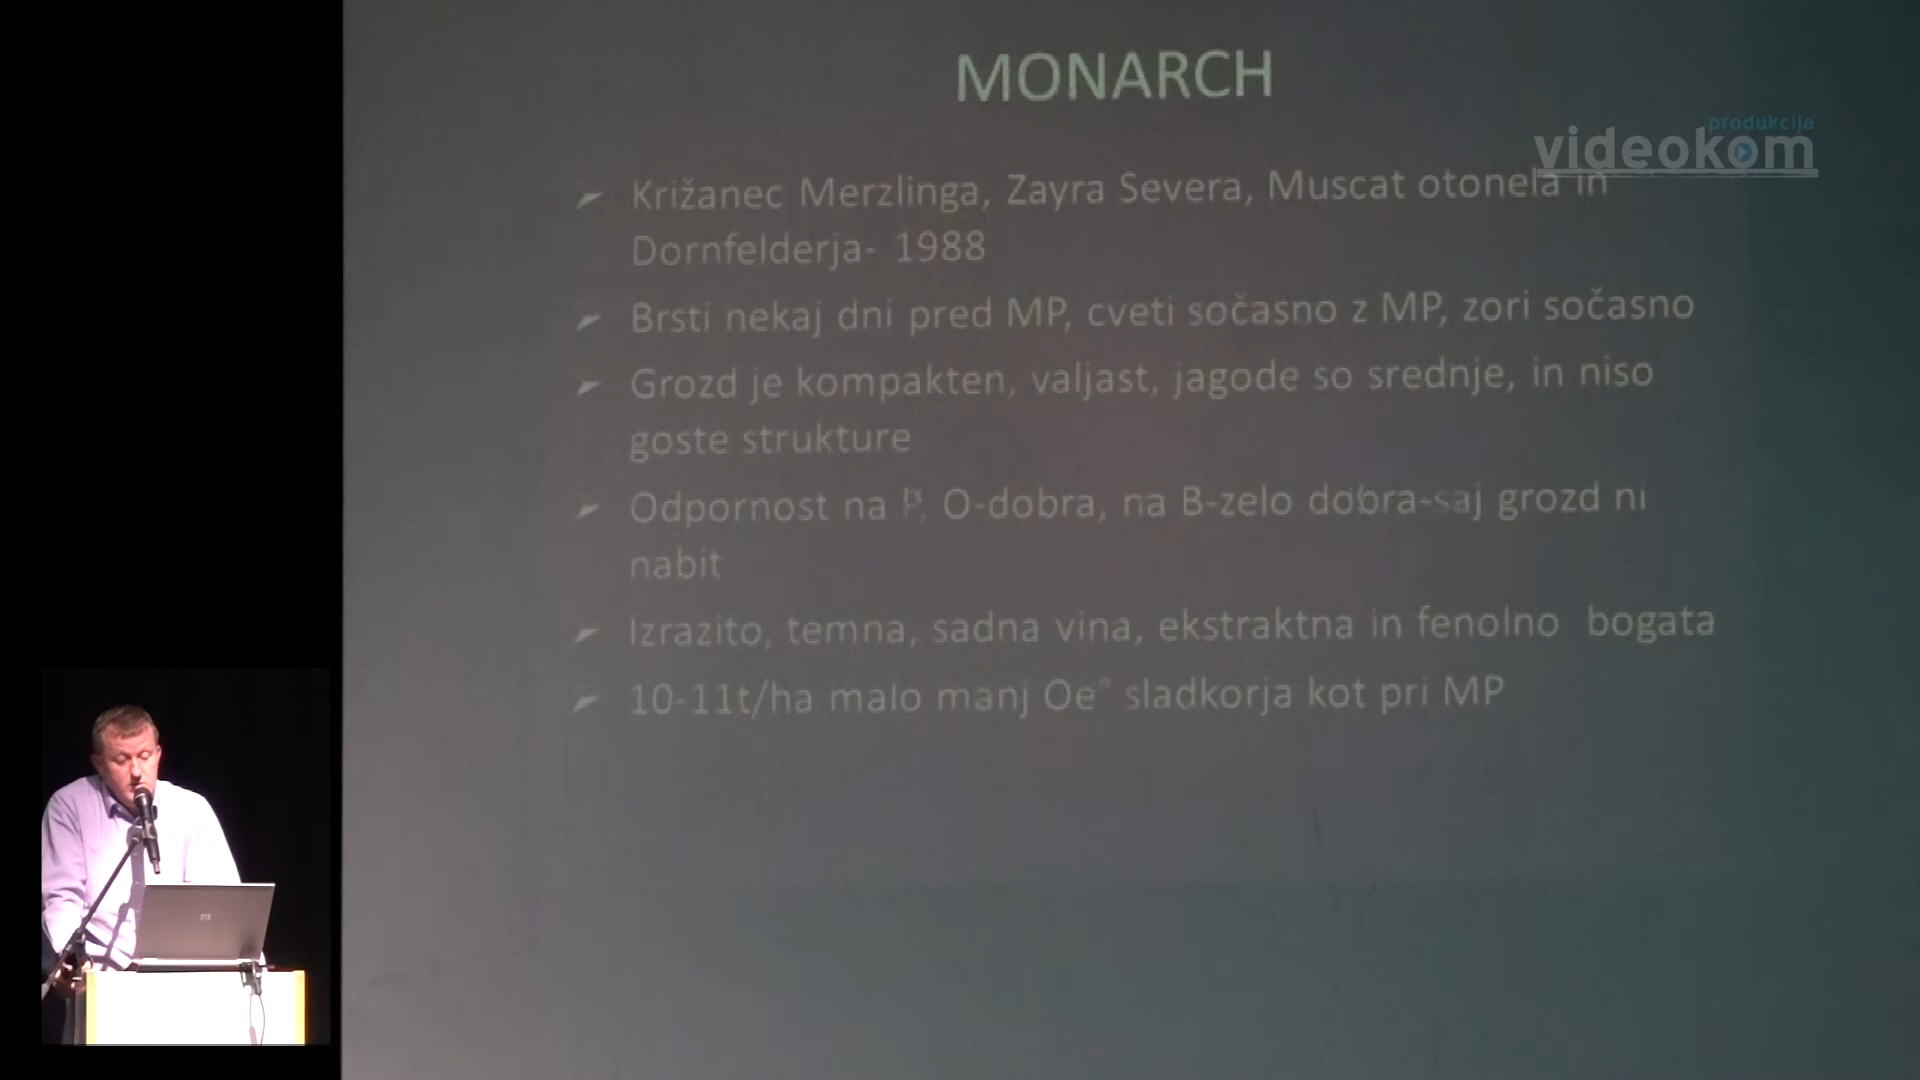 MONARCH
produkcija
videokom
Križanec Merzlinga, Zayra Severa, Muscat otonela in
Dornfelderja- 1988
Brsti nekaj dni pred MP, cveti sočasno z MP, zori sočasno
Grozd je kompakten, valjast, jagode so srednje, in niso
goste strukture
Odpornost na P, O-dobra, na B-zelo dobra-saj grozd ni
nabit
Izrazito, temna, sadna vina, ekstraktna in fenolno bogata
10-11t/ha malo manj Oe° sladkorja kot pri MP
hp